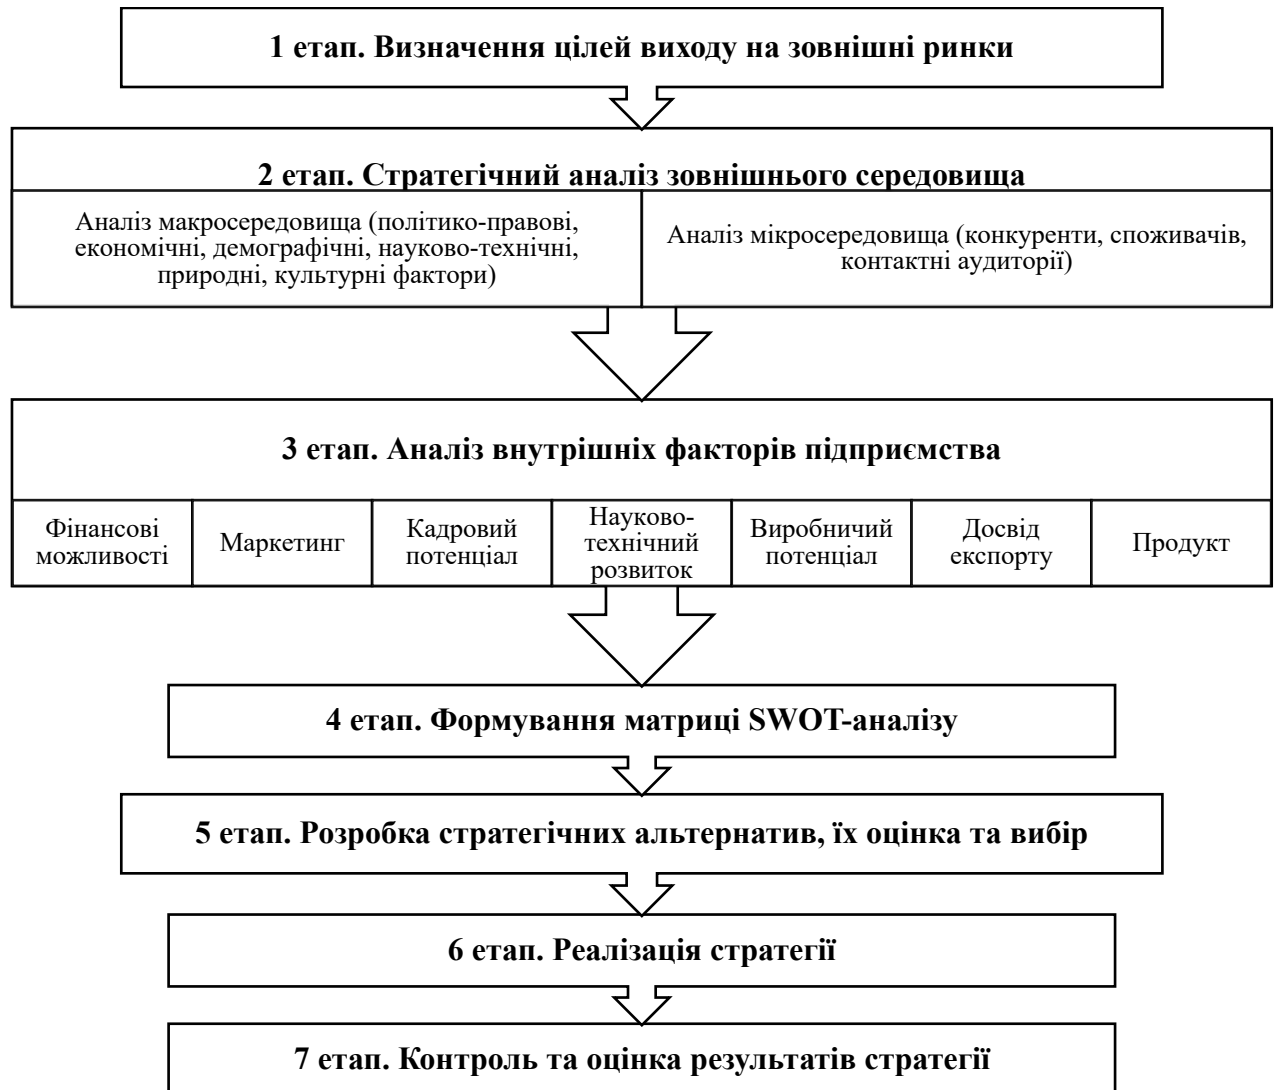 1 етап. Визначення цілей виходу на зовнішні ринки
2 етап. Стратегічний аналіз зовнішнього середовища
Аналіз макросередовища (політико-правові,
економічні, демографічні, науково-технічні,
природні, культурні фактори)
Аналіз мікросередовища (конкуренти, споживачів,
контактні аудиторії)
3 етап. Аналіз внутрішніх факторів підприємства
Фінансові
можливості
Маркетинг
Кадровий
потенціал
Науково-
технічний
розвиток
Виробничий
потенціал
Досвід
експорту
Продукт
4 етап. Формування матриці SWOT-аналізу
5 етап. Розробка стратегічних альтернатив, їх оцінка та вибір
6 етап. Реалізація стратегії
7 етап. Контроль та оцінка результатів стратегії